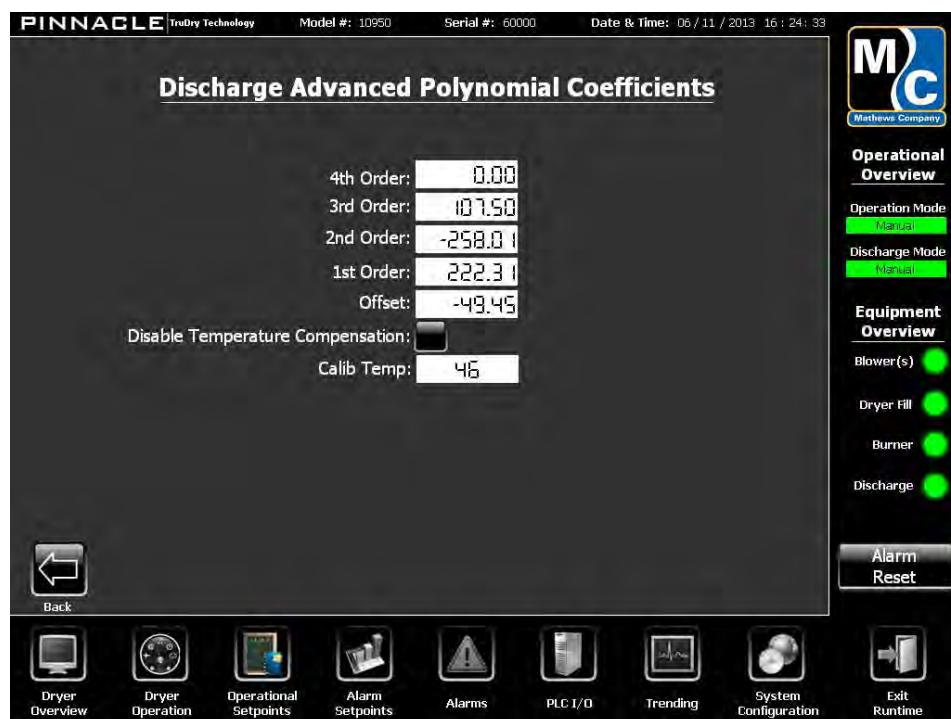 PINNACLE TruDry Technology Model #: 10950 Serial #: 60000 Date & Time: 06/11/2013 16:24:33
Discharge Advanced Polynomial Coefficients
4th Order: 0.00
3rd Order: 107.50
2nd Order: -258.01
1st Order: 222.31
Offset: -49.45
Disable Temperature Compensation:
Calib Temp: 46
Back
MC
Mathews Company
Operational
Overview
Operation Mode
Manual
Discharge Mode
Manual
Equipment
Overview
Blower(s)
Dryer Fill
Burner
Discharge
Alarm
Reset
Dryer
Overview
Dryer
Operation
Operational
Setpoints
Alarm
Setpoints
Alarms
PLC I/O
Trending
System
Configuration
Exit
Runtime